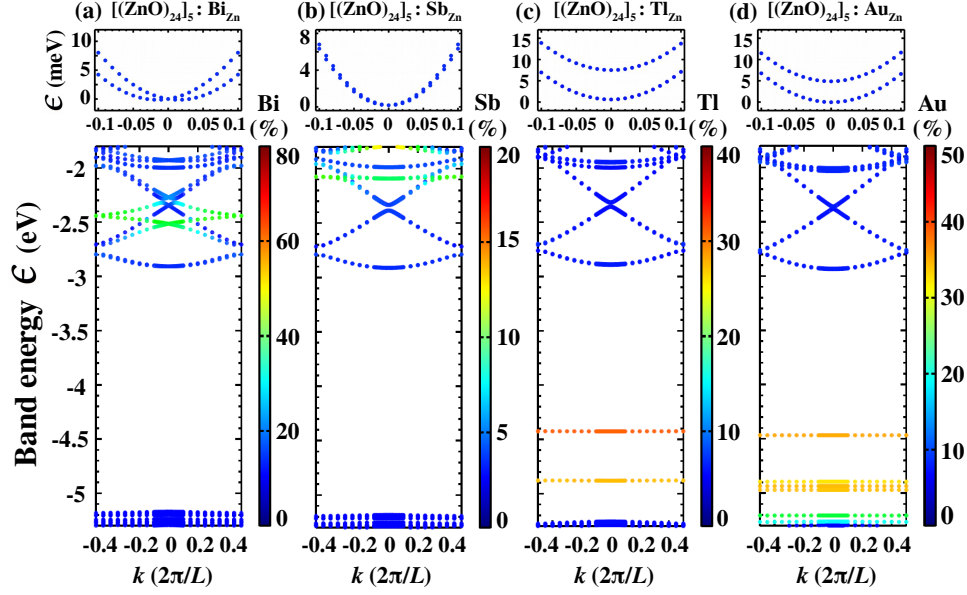 (a) [(ZnO)₂₄]₅ : Bi_Zn
(b) [(ZnO)₂₄]₅ : Sb_Zn
(c) [(ZnO)₂₄]₅ : Tl_Zn
(d) [(ZnO)₂₄]₅ : Au_Zn
ϵ (meV)
10
5
0
-0.1 -0.05 0 0.05 0.1
8
6
4
2
0
-0.1 -0.05 0 0.05 0.1
15
10
5
0
-0.1 -0.05 0 0.05 0.1
15
10
5
0
-0.1 -0.05 0 0.05 0.1
Bi
(%)
Sb
(%)
Tl
(%)
Au
(%)
Band energy ϵ (eV)
-2
-2.5
-3
-3.5
-4
-4.5
-5
80
60
40
20
0
20
15
10
5
0
40
30
20
10
0
50
40
30
20
10
0
-0.4 -0.2 0 0.2 0.4
-0.4 -0.2 0 0.2 0.4
-0.4 -0.2 0 0.20 0.4
-0.4 -0.2 0 0.2 0.4
k (2π/L)
k (2π/L)
k (2π/L)
k (2π/L)